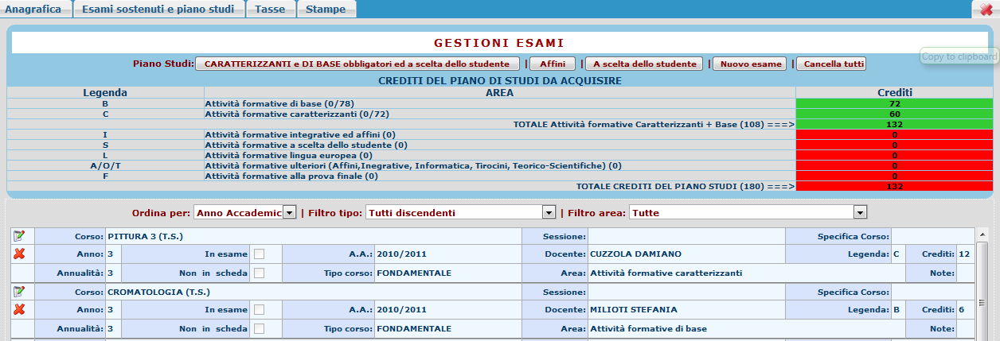 Anagrafica Esami sostenuti e piano studi Tasse Stampe
GESTIONI ESAMI
Piano Studi: CARATTERIZZANTI e DI BASE obbligatori ed a scelta dello studente | Affini | A scelta dello studente | Nuovo esame | Cancella tutti
Copy to clipboard
CREDITI DEL PIANO DI STUDI DA ACQUISIRE
Legenda AREA Crediti
B Attività formative di base (0/78) 72
C Attività formative caratterizzanti (0/72) 60
TOTALE Attività formative Caratterizzanti + Base (108) ===> 132
I Attività formative integrative ed affini (0) 0
S Attività formative a scelta dello studente (0) 0
L Attività formative lingua europea (0) 0
A/O/T Attività formative ulteriori (Affini,Inegrative, Informatica, Tirocini, Teorico-Scientifiche) (0) 0
F Attività formative alla prova finale (0) 0
TOTALE CREDITI DEL PIANO STUDI (180) ===> 132
Ordina per: Anno Accademic | Filtro tipo: Tutti discendenti | Filtro area: Tutte
Corso: PITTURA 3 (T.S.) Sessione: Specifica Corso:
Anno: 3 In esame A.A.: 2010/2011 Docente: CUZZOLA DAMIANO Legenda: C Crediti: 12
Annualità: 3 Non in scheda Tipo corso: FONDAMENTALE Area: Attività formative caratterizzanti Note:
Corso: CROMATOLOGIA (T.S.) Sessione: Specifica Corso:
Anno: 3 In esame A.A.: 2010/2011 Docente: MILIOTI STEFANIA Legenda: B Crediti: 6
Annualità: 3 Non in scheda Tipo corso: FONDAMENTALE Area: Attività formative di base Note: